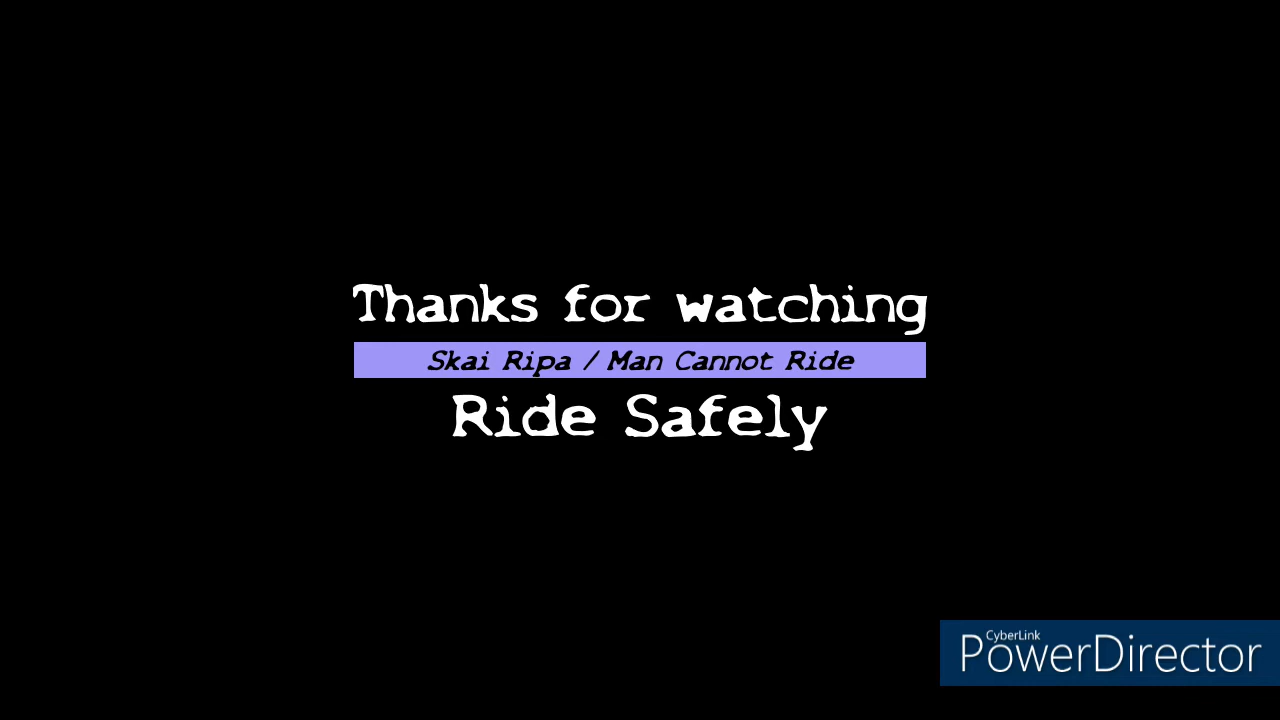 Thanks for watching
Skai Ripa / Man Cannot Ride
Ride Safely
CyberLink
PowerDirector